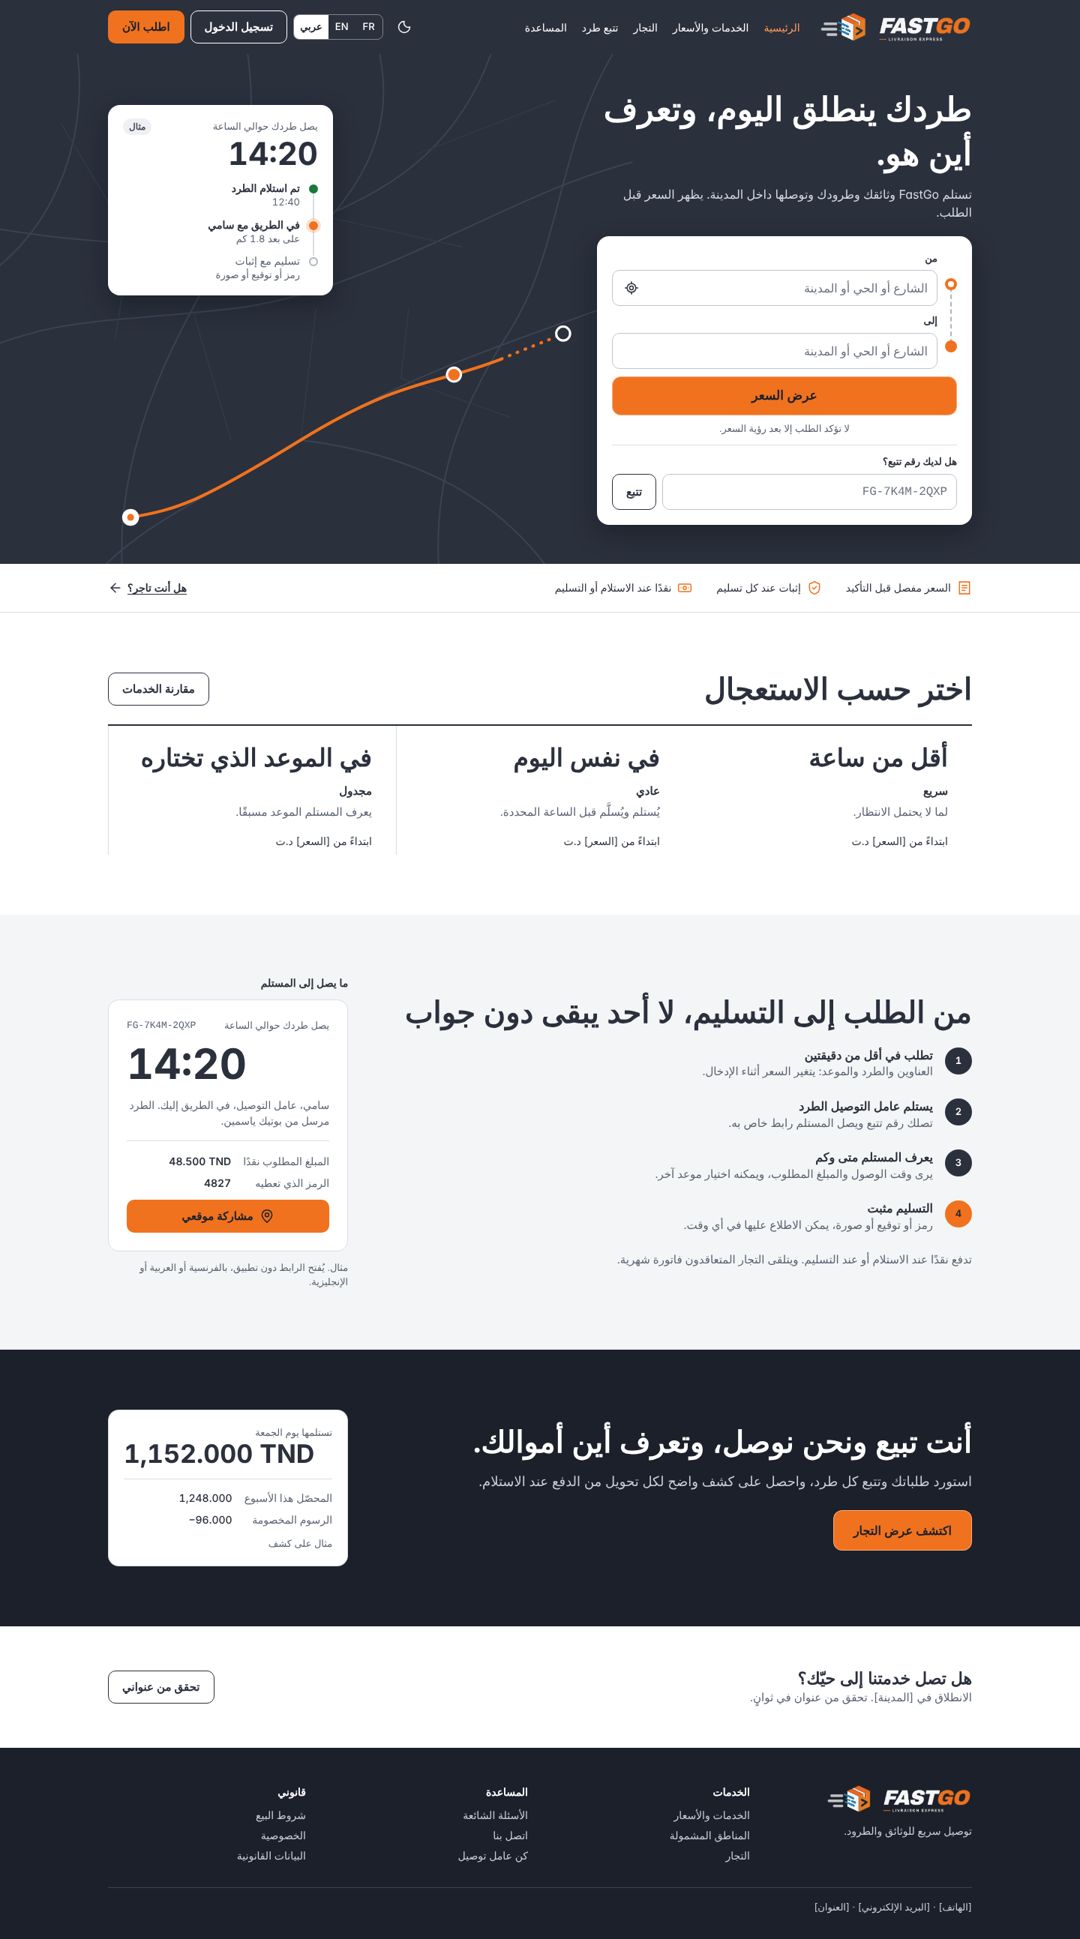 FASTGO
LIVRAISON EXPRESS
الرئيسية
الخدمات والأسعار
التجار
تتبع طرد
المساعدة
FR
EN
عربي
تسجيل الدخول
اطلب الآن
طردك ينطلق اليوم، وتعرف
أين هو.
تستلم FastGo وثائقك وطرودك وتوصلها داخل المدينة. يظهر السعر قبل
الطلب.
من
الشارع أو الحي أو المدينة
إلى
الشارع أو الحي أو المدينة
عرض السعر
لا تؤكد الطلب إلا بعد رؤية السعر.
هل لديك رقم تتبع؟
FG-7K4M-2QXP
تتبع
يصل طردك حوالي الساعة
مثال
14:20
تم استلام الطرد
12:40
في الطريق مع سامي
على بعد 1.8 كم
تسليم مع إثبات
رمز أو توقيع أو صورة
السعر مفصل قبل التأكيد
إثبات عند كل تسليم
نقدًا عند الاستلام أو التسليم
هل أنت تاجر؟
اختر حسب الاستعجال
مقارنة الخدمات
أقل من ساعة
سريع
لما لا يحتمل الانتظار.
ابتداءً من [السعر] د.ت
في نفس اليوم
عادي
يُستلم ويُسلَّم قبل الساعة المحددة.
ابتداءً من [السعر] د.ت
في الموعد الذي تختاره
مجدول
يعرف المستلم الموعد مسبقًا.
ابتداءً من [السعر] د.ت
من الطلب إلى التسليم، لا أحد يبقى دون جواب
1
تطلب في أقل من دقيقتين
العناوين والطرد والموعد: يتغير السعر أثناء الإدخال.
2
يستلم عامل التوصيل الطرد
تصلك رقم تتبع ويصل المستلم رابط خاص به.
3
يعرف المستلم متى وكم
يرى وقت الوصول والمبلغ المطلوب، ويمكنه اختيار موعد آخر.
4
التسليم مثبت
رمز أو توقيع أو صورة، يمكن الاطلاع عليها في أي وقت.
تدفع نقدًا عند الاستلام أو عند التسليم. ويتلقى التجار المتعاقدون فاتورة شهرية.
ما يصل إلى المستلم
يصل طردك حوالي الساعة
FG-7K4M-2QXP
14:20
سامي، عامل التوصيل، في الطريق إليك. الطرد
مرسل من بوتيك ياسمين.
المبلغ المطلوب نقدًا
48.500 TND
الرمز الذي تعطيه
4827
مشاركة موقعي
مثال. يُفتح الرابط دون تطبيق، بالفرنسية أو العربية أو
الإنجليزية.
أنت تبيع ونحن نوصل، وتعرف أين أموالك.
استورد طلباتك وتتبع كل طرد، واحصل على كشف واضح لكل تحويل من الدفع عند الاستلام.
اكتشف عرض التجار
تستلمها يوم الجمعة
1,152.000 TND
المحصّل هذا الأسبوع
1,248.000
الرسوم المخصومة
−96.000
مثال على كشف
هل تصل خدمتنا إلى حيّك؟
الانطلاق في [المدينة]. تحقق من عنوان في ثوانٍ.
تحقق من عنواني
FASTGO
LIVRAISON EXPRESS
توصيل سريع للوثائق والطرود.
الخدمات
الخدمات والأسعار
المناطق المشمولة
التجار
المساعدة
الأسئلة الشائعة
اتصل بنا
كن عامل توصيل
قانوني
شروط البيع
الخصوصية
البيانات القانونية
[الهاتف] · [البريد الإلكتروني] · [العنوان]